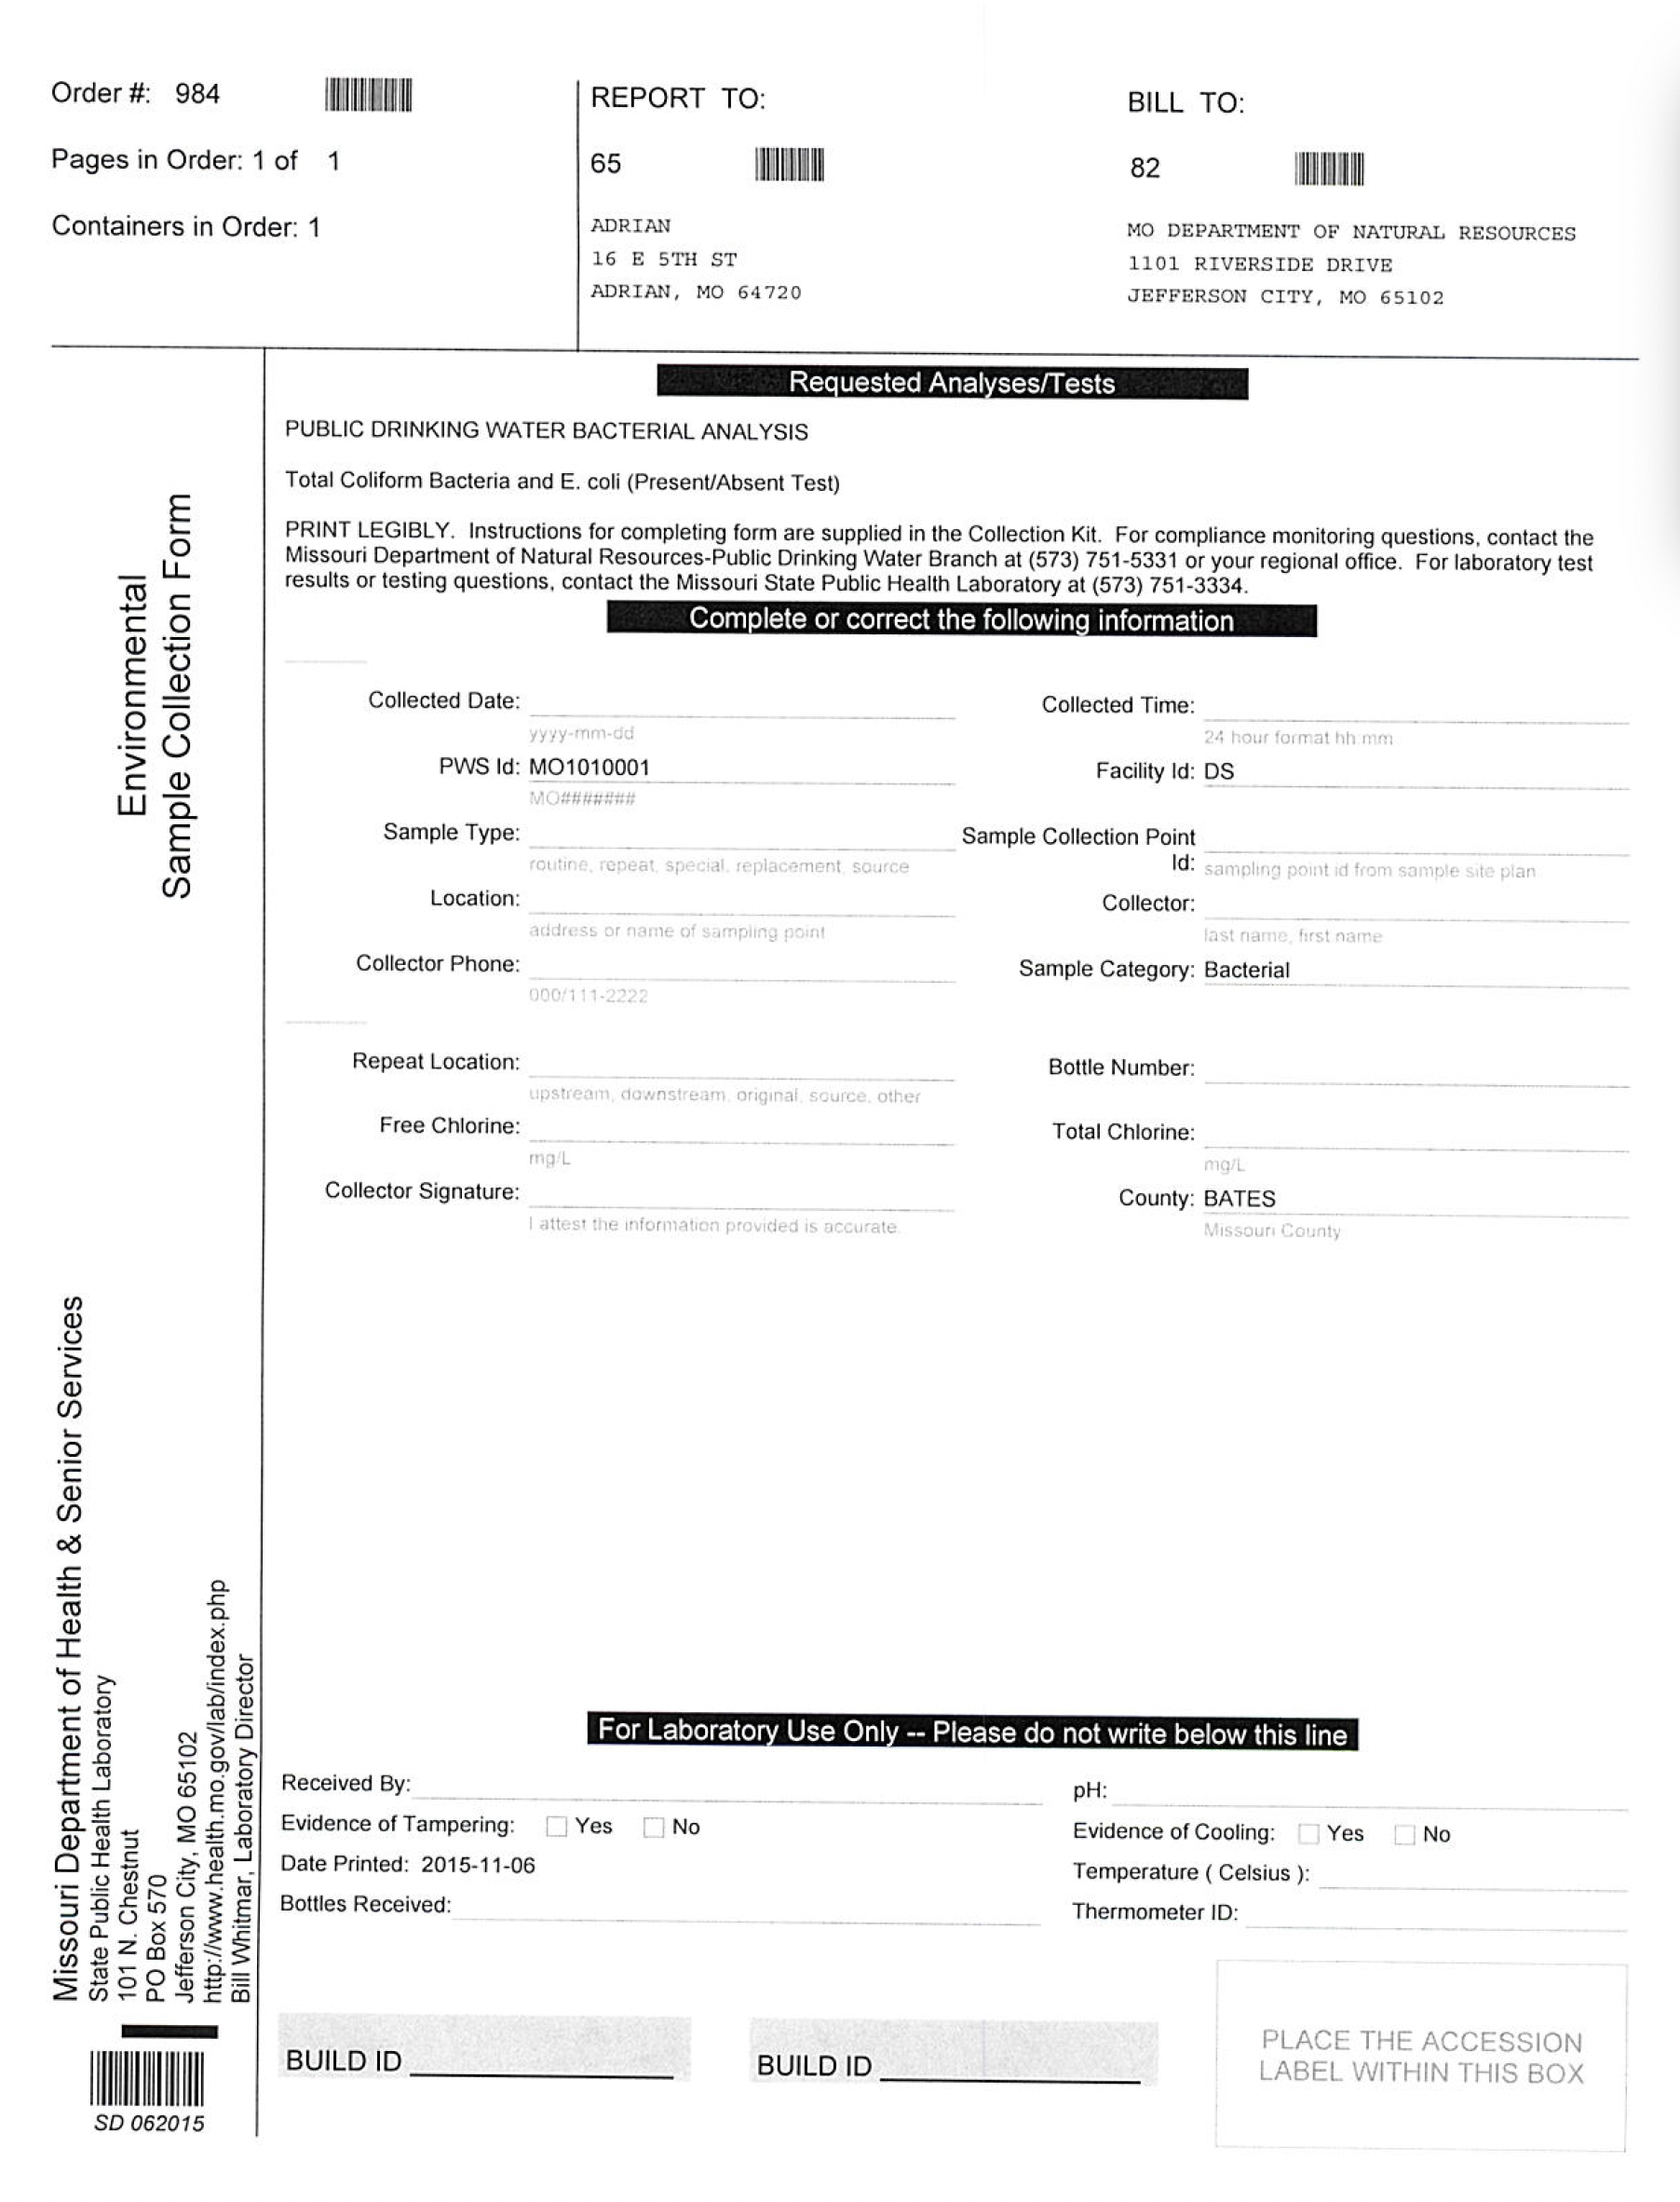 Order #: 984
Pages in Order: 1 of 1
Containers in Order: 1
REPORT TO:
65
ADRIAN
16 E 5TH ST
ADRIAN, MO 64720
BILL TO:
82
MO DEPARTMENT OF NATURAL RESOURCES
1101 RIVERSIDE DRIVE
JEFFERSON CITY, MO 65102
Environmental
Sample Collection Form
Missouri Department of Health & Senior Services
State Public Health Laboratory
101 N. Chestnut
PO Box 570
Jefferson City, MO 65102
http://www.health.mo.gov/lab/index.php
Bill Whitmar, Laboratory Director
SD 062015
Requested Analyses/Tests
PUBLIC DRINKING WATER BACTERIAL ANALYSIS
Total Coliform Bacteria and E. coli (Present/Absent Test)
PRINT LEGIBLY. Instructions for completing form are supplied in the Collection Kit. For compliance monitoring questions, contact the
Missouri Department of Natural Resources-Public Drinking Water Branch at (573) 751-5331 or your regional office. For laboratory test
results or testing questions, contact the Missouri State Public Health Laboratory at (573) 751-3334.
Complete or correct the following information
Collected Date:
yyyy-mm-dd
Collected Time:
24 hour format hh:mm
PWS Id: MO1010001
MO#######
Facility Id: DS
Sample Type:
routine, repeat, special, replacement, source
Sample Collection Point
Id: sampling point id from sample site plan
Location:
address or name of sampling point
Collector:
last name, first name
Collector Phone:
000/111-2222
Sample Category: Bacterial
Repeat Location:
upstream, downstream, original, source, other
Bottle Number:
Free Chlorine:
mg/L
Total Chlorine:
mg/L
Collector Signature:
I attest the information provided is accurate.
County: BATES
Missouri County
For Laboratory Use Only -- Please do not write below this line
Received By:
pH:
Evidence of Tampering: Yes No
Evidence of Cooling: Yes No
Date Printed: 2015-11-06
Temperature ( Celsius ):
Bottles Received:
Thermometer ID:
BUILD ID
BUILD ID
PLACE THE ACCESSION
LABEL WITHIN THIS BOX